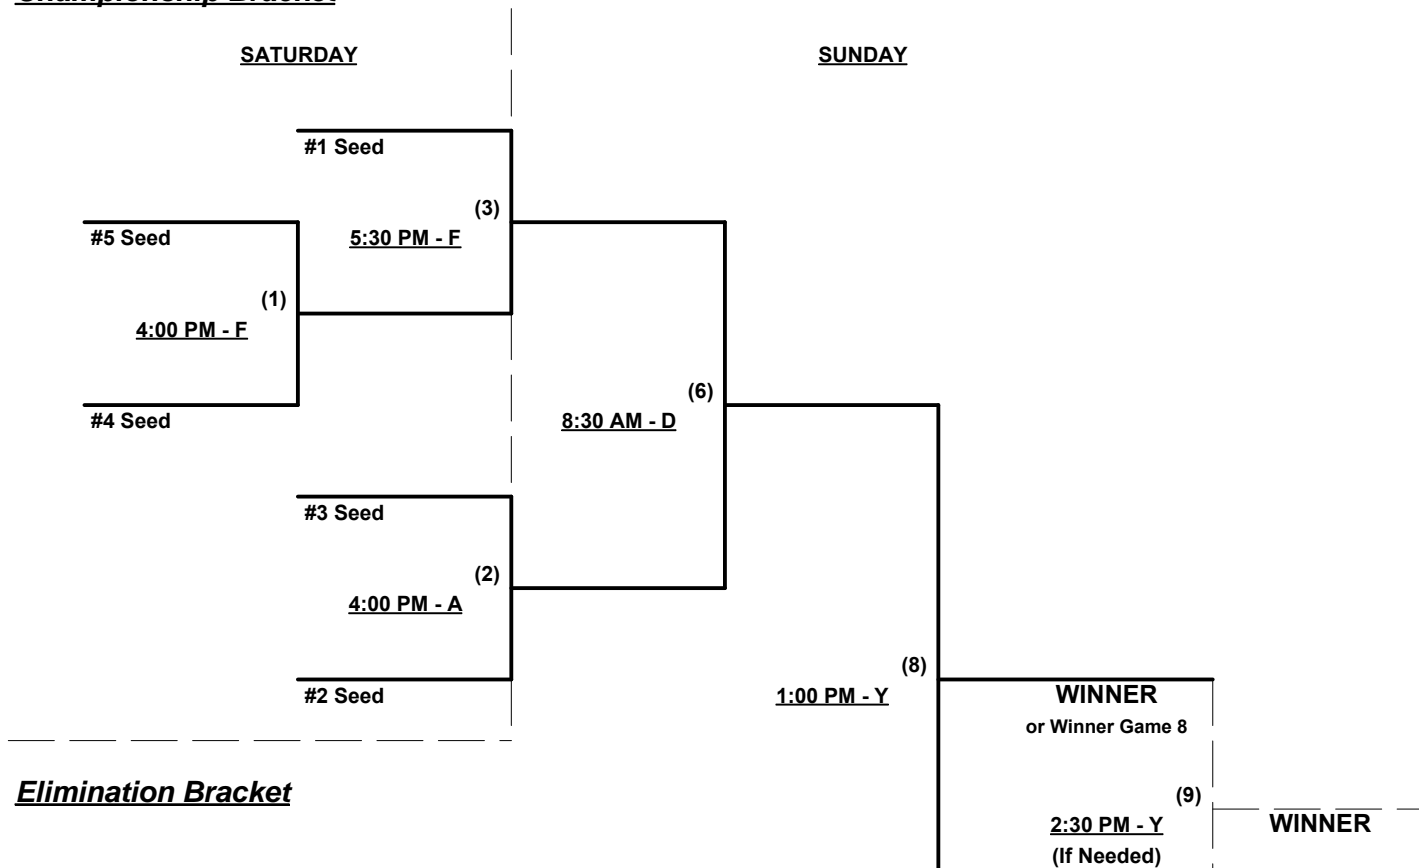 SATURDAY
SUNDAY
#1 Seed
(3)
#5 Seed
5:30 PM - F
(1)
4:00 PM - F
(6)
#4 Seed
8:30 AM - D
#3 Seed
(2)
4:00 PM - A
(8)
#2 Seed
1:00 PM - Y
WINNER
or Winner Game 8
Elimination Bracket
(9)
2:30 PM - Y
WINNER
(If Needed)